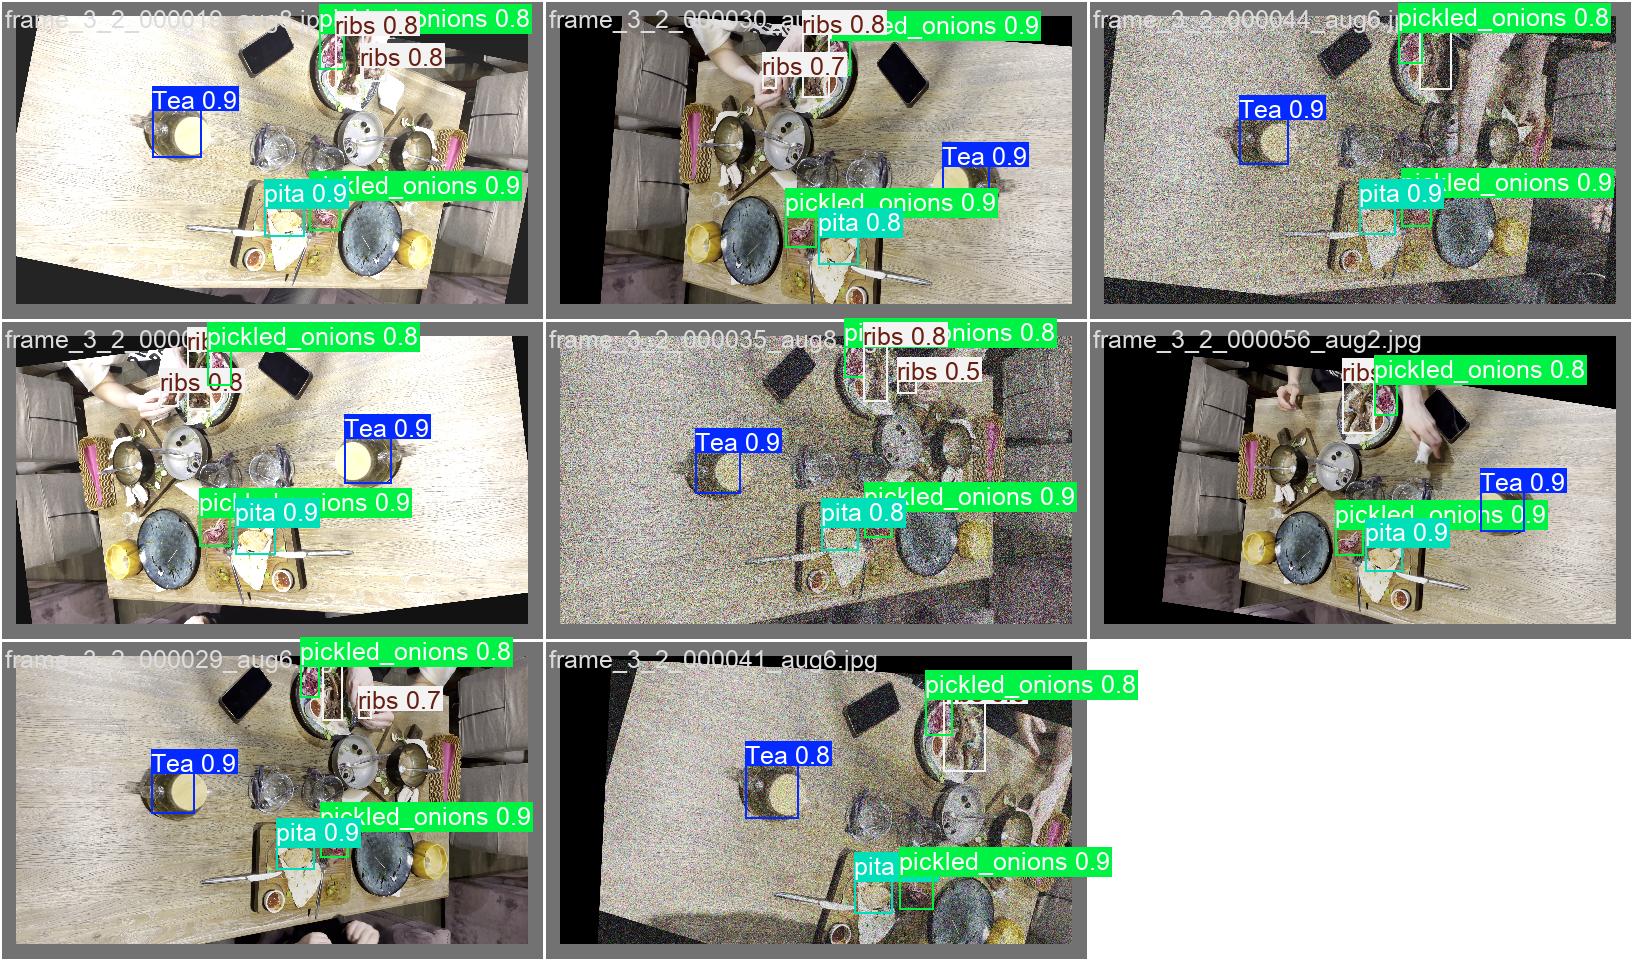 frame_3_2_000019_aug8.jpg
pickled_onions 0.8
ribs 0.8
ribs 0.8
Tea 0.9
pickled_onions 0.9
pita 0.9
frame_3_2_000030_au
ribs 0.8
ed_onions 0.9
ribs 0.7
Tea 0.9
pickled_onions 0.9
pita 0.8
frame_3_2_000044_aug6.jp
pickled_onions 0.8
Tea 0.9
pickled_onions 0.9
pita 0.9
frame_3_2_000
rib
pickled_onions 0.8
ribs 0.8
Tea 0.9
pickled_onions 0.9
pita 0.9
frame_3_2_000035_aug8
pi
ribs 0.8
onions 0.8
ribs 0.5
Tea 0.9
pickled_onions 0.9
pita 0.8
frame_3_2_000056_aug2.jpg
ribs
pickled_onions 0.8
Tea 0.9
pickled_onions 0.9
pita 0.9
frame_3_2_000029_aug6
pickled_onions 0.8
ribs 0.7
Tea 0.9
pickled_onions 0.9
pita 0.9
frame_3_2_000041_aug6.jpg
pickled_onions 0.8
Tea 0.8
pita
pickled_onions 0.9